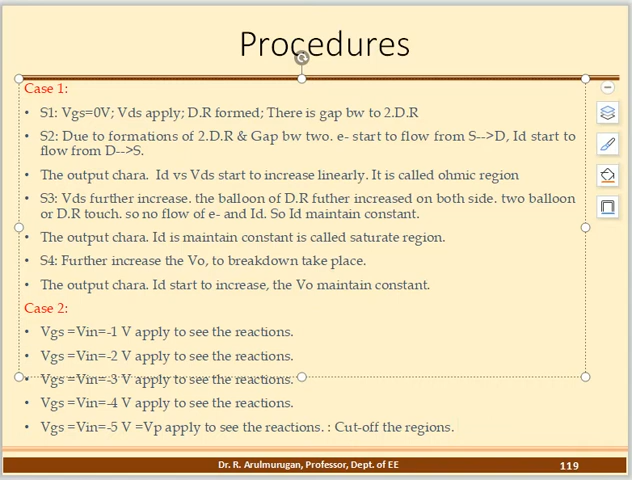 Procedures
Case 1:
• S1: Vgs=0V; Vds apply; D.R formed; There is gap bw to 2.D.R
• S2: Due to formations of 2.D.R & Gap bw two. e- start to flow from S-->D, Id start to
flow from D-->S.
• The output chara. Id vs Vds start to increase linearly. It is called ohmic region
• S3: Vds further increase. the balloon of D.R futher increased on both side. two balloon
or D.R touch. so no flow of e- and Id. So Id maintain constant.
• The output chara. Id is maintain constant is called saturate region.
• S4: Further increase the Vo, to breakdown take place.
• The output chara. Id start to increase, the Vo maintain constant.
Case 2:
• Vgs =Vin=-1 V apply to see the reactions.
• Vgs =Vin=-2 V apply to see the reactions.
• Vgs =Vin=-3 V apply to see the reactions.
• Vgs =Vin=-4 V apply to see the reactions.
• Vgs =Vin=-5 V =Vp apply to see the reactions. : Cut-off the regions.
Dr. R. Arulmurugan, Professor, Dept. of EE
119